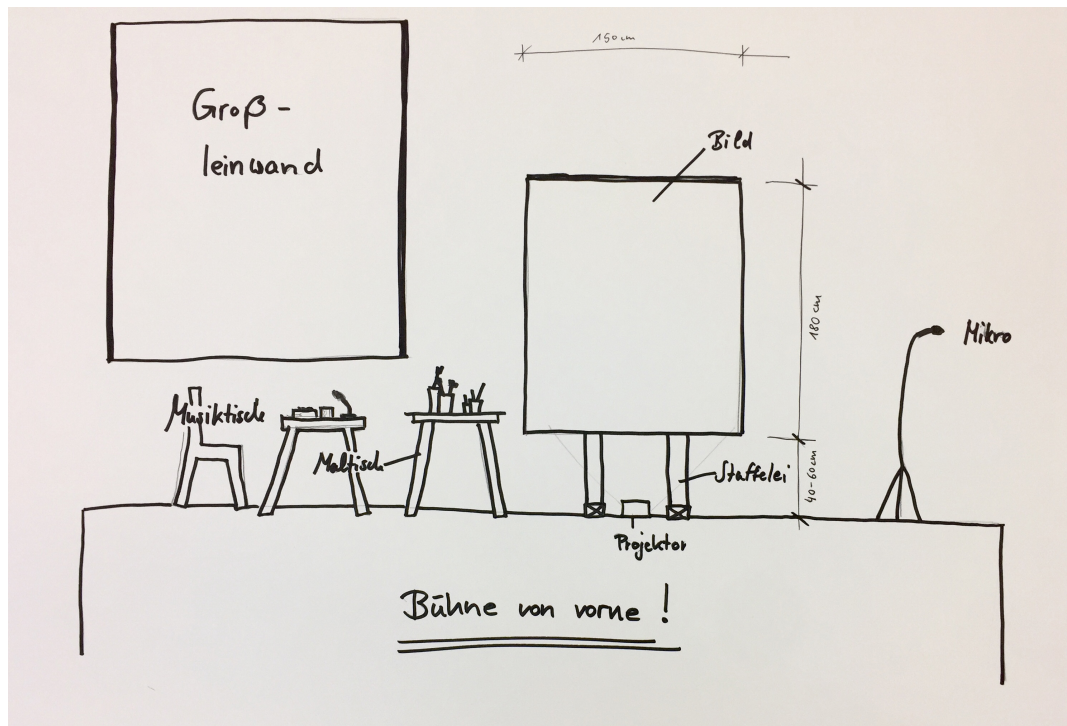 Groß-
leinwand
150 cm
Bild
180 cm
Mikro
Musiktisch
Maltisch
Staffelei
40-60 cm
Projektor
Bühne von vorne!